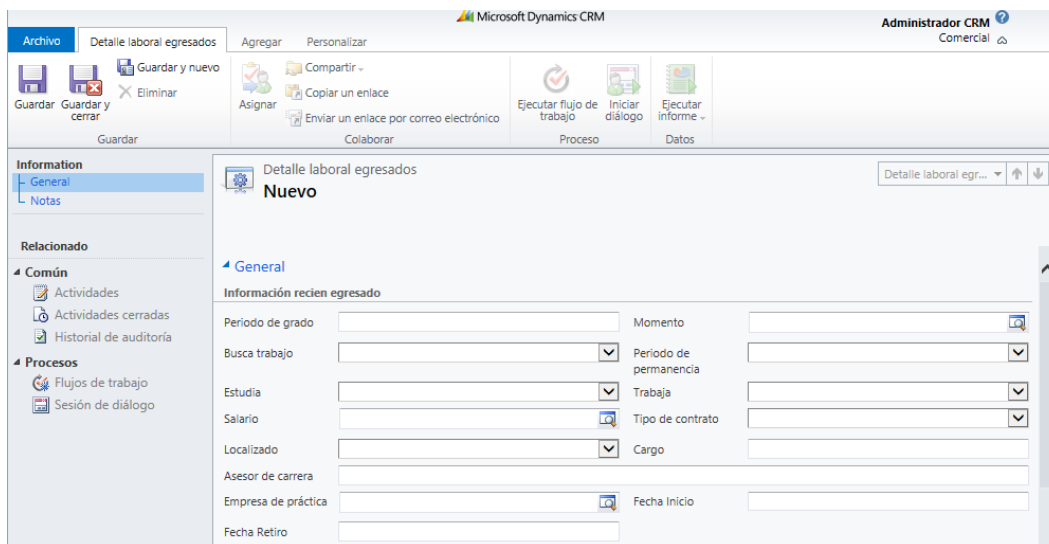 Microsoft Dynamics CRM
Administrador CRM
Comercial
Archivo
Detalle laboral egresados
Agregar
Personalizar
Guardar
Guardar y
cerrar
Guardar y nuevo
Eliminar
Guardar
Asignar
Compartir
Copiar un enlace
Enviar un enlace por correo electrónico
Colaborar
Ejecutar flujo de
trabajo
Iniciar
diálogo
Proceso
Ejecutar
informe
Datos
Information
General
Notas
Relacionado
Común
Actividades
Actividades cerradas
Historial de auditoría
Procesos
Flujos de trabajo
Sesión de diálogo
Detalle laboral egresados
Nuevo
Detalle laboral egr...
General
Información recien egresado
Periodo de grado
Momento
Busca trabajo
Periodo de
permanencia
Estudia
Trabaja
Salario
Tipo de contrato
Localizado
Cargo
Asesor de carrera
Empresa de práctica
Fecha Inicio
Fecha Retiro